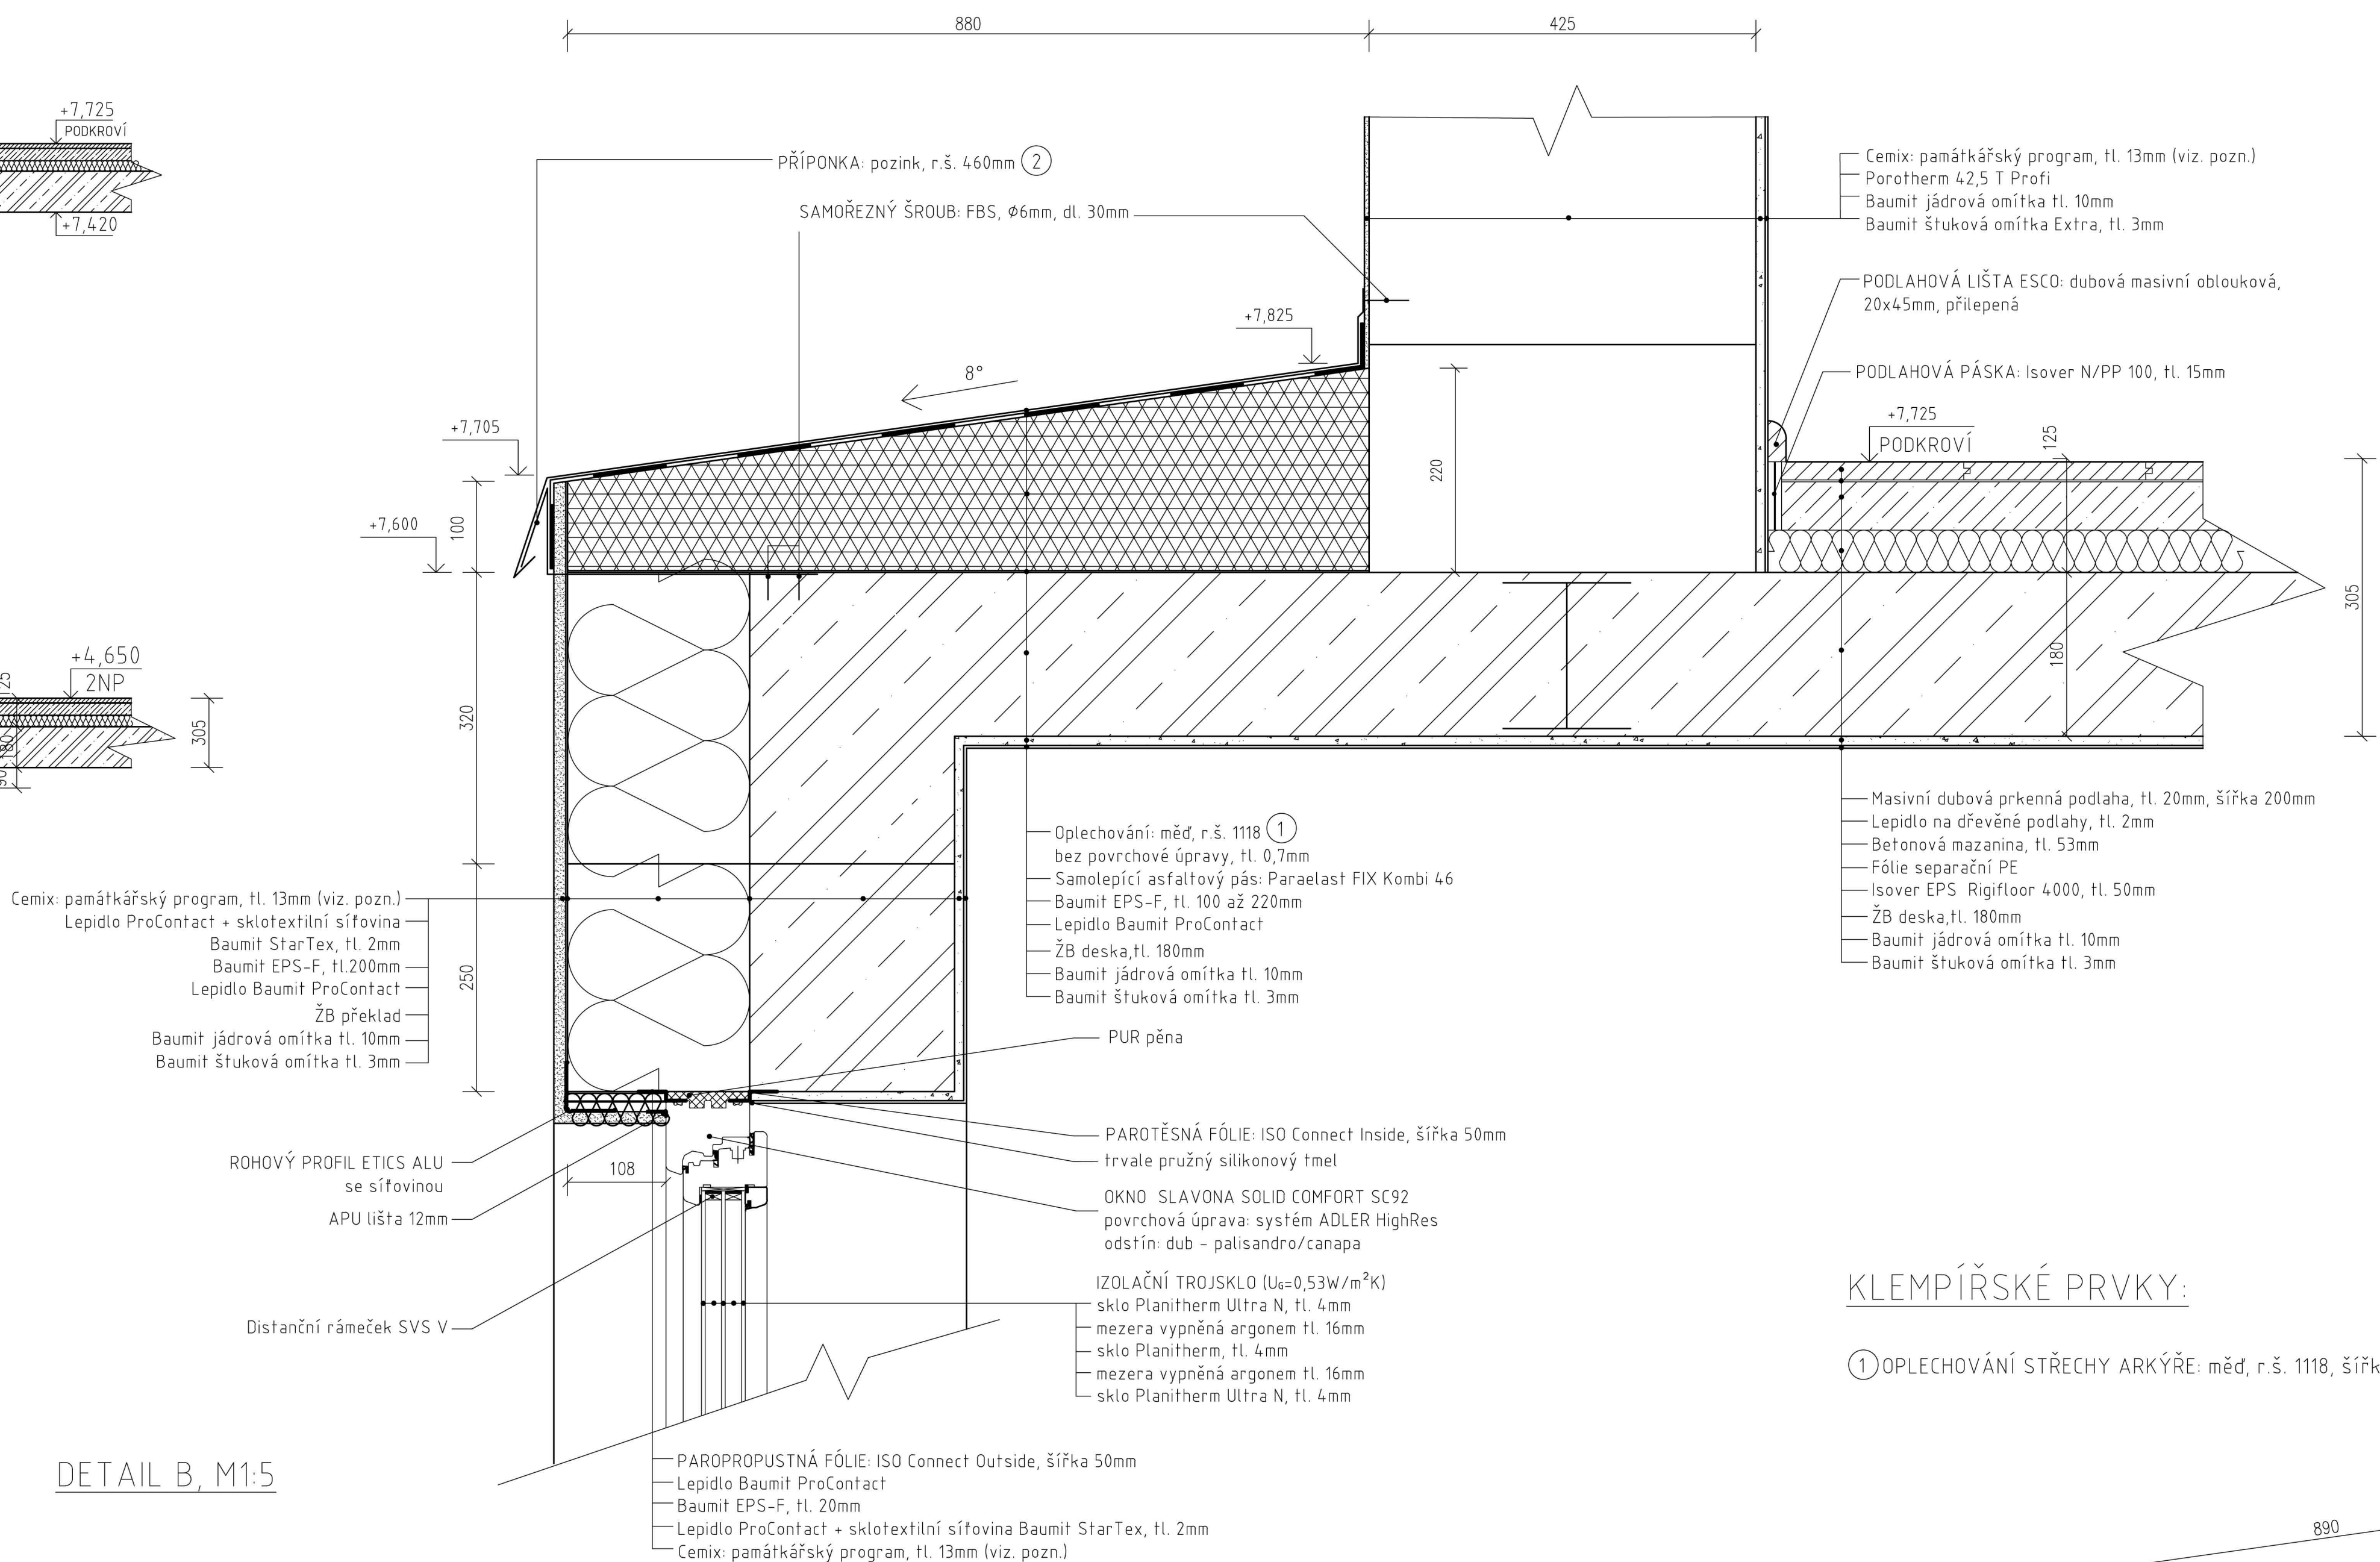 880
425
+7,725
PODKROVÍ
+7,420
PŘÍPONKA: pozink, r.š. 460mm 2
SAMOŘEZNÝ ŠROUB: FBS, Ø6mm, dl. 30mm
Cemix: památkářský program, tl. 13mm (viz. pozn.)
Porotherm 42,5 T Profi
Baumit jádrová omítka tl. 10mm
Baumit štuková omítka Extra, tl. 3mm
PODLAHOVÁ LIŠTA ESCO: dubová masivní oblouková,
20x45mm, přilepená
PODLAHOVÁ PÁSKA: Isover N/PP 100, tl. 15mm
+7,825
8°
+7,705
+7,600
100
220
+7,725
PODKROVÍ
125
305
180
320
250
+4,650
2NP
125
180
90
305
Cemix: památkářský program, tl. 13mm (viz. pozn.)
Lepidlo ProContact + sklotextilní síťovina
Baumit StarTex, tl. 2mm
Baumit EPS-F, tl.200mm
Lepidlo Baumit ProContact
ŽB překlad
Baumit jádrová omítka tl. 10mm
Baumit štuková omítka tl. 3mm
Oplechování: měď, r.š. 1118 1
bez povrchové úpravy, tl. 0,7mm
Samolepící asfaltový pás: Paraelast FIX Kombi 46
Baumit EPS-F, tl. 100 až 220mm
Lepidlo Baumit ProContact
ŽB deska,tl. 180mm
Baumit jádrová omítka tl. 10mm
Baumit štuková omítka tl. 3mm
Masivní dubová prkenná podlaha, tl. 20mm, šířka 200mm
Lepidlo na dřevěné podlahy, tl. 2mm
Betonová mazanina, tl. 53mm
Fólie separační PE
Isover EPS Rigifloor 4000, tl. 50mm
ŽB deska,tl. 180mm
Baumit jádrová omítka tl. 10mm
Baumit štuková omítka tl. 3mm
PUR pěna
PAROTĚSNÁ FÓLIE: ISO Connect Inside, šířka 50mm
trvale pružný silikonový tmel
OKNO SLAVONA SOLID COMFORT SC92
povrchová úprava: systém ADLER HighRes
odstín: dub - palisandro/canapa
IZOLAČNÍ TROJSKLO (UG=0,53W/m²K)
sklo Planitherm Ultra N, tl. 4mm
mezera vypněná argonem tl. 16mm
sklo Planitherm, tl. 4mm
mezera vypněná argonem tl. 16mm
sklo Planitherm Ultra N, tl. 4mm
ROHOVÝ PROFIL ETICS ALU
se síťovinou
APU lišta 12mm
108
Distanční rámeček SVS V
PAROPROPUSTNÁ FÓLIE: ISO Connect Outside, šířka 50mm
Lepidlo Baumit ProContact
Baumit EPS-F, tl. 20mm
Lepidlo ProContact + sklotextilní síťovina Baumit StarTex, tl. 2mm
Cemix: památkářský program, tl. 13mm (viz. pozn.)
DETAIL B, M1:5
KLEMPÍŘSKÉ PRVKY:
1 OPLECHOVÁNÍ STŘECHY ARKÝŘE: měď, r.š. 1118, šířk
890